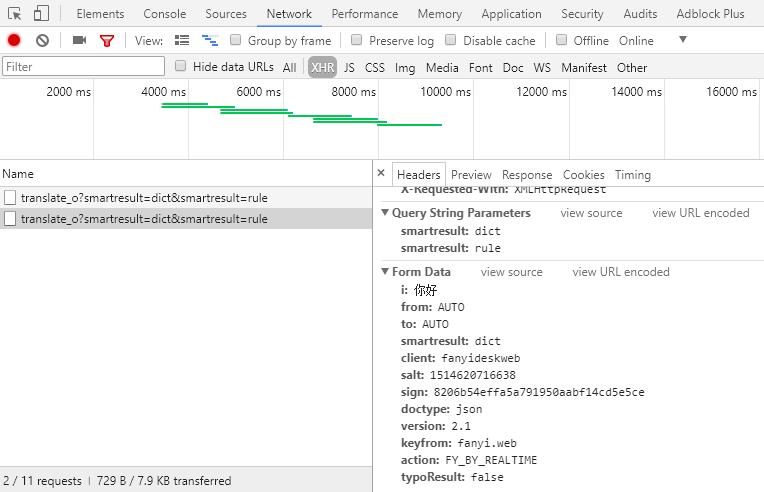 Elements Console Sources Network Performance Memory Application Security Audits Adblock Plus
View: Group by frame Preserve log Disable cache Offline Online
Filter Hide data URLs All XHR JS CSS Img Media Font Doc WS Manifest Other
2000 ms 4000 ms 6000 ms 8000 ms 10000 ms 12000 ms 14000 ms 16000 ms
Name
translate_o?smartresult=dict&smartresult=rule
translate_o?smartresult=dict&smartresult=rule
2 / 11 requests | 729 B / 7.9 KB transferred
× Headers Preview Response Cookies Timing
X-Requested-With: XMLHttpRequest
Query String Parameters view source view URL encoded
smartresult: dict
smartresult: rule
Form Data view source view URL encoded
i: 你好
from: AUTO
to: AUTO
smartresult: dict
client: fanyideskweb
salt: 1514620716638
sign: 8206b54effa5a791950aabf14cd5e5ce
doctype: json
version: 2.1
keyfrom: fanyi.web
action: FY_BY_REALTIME
typoResult: false